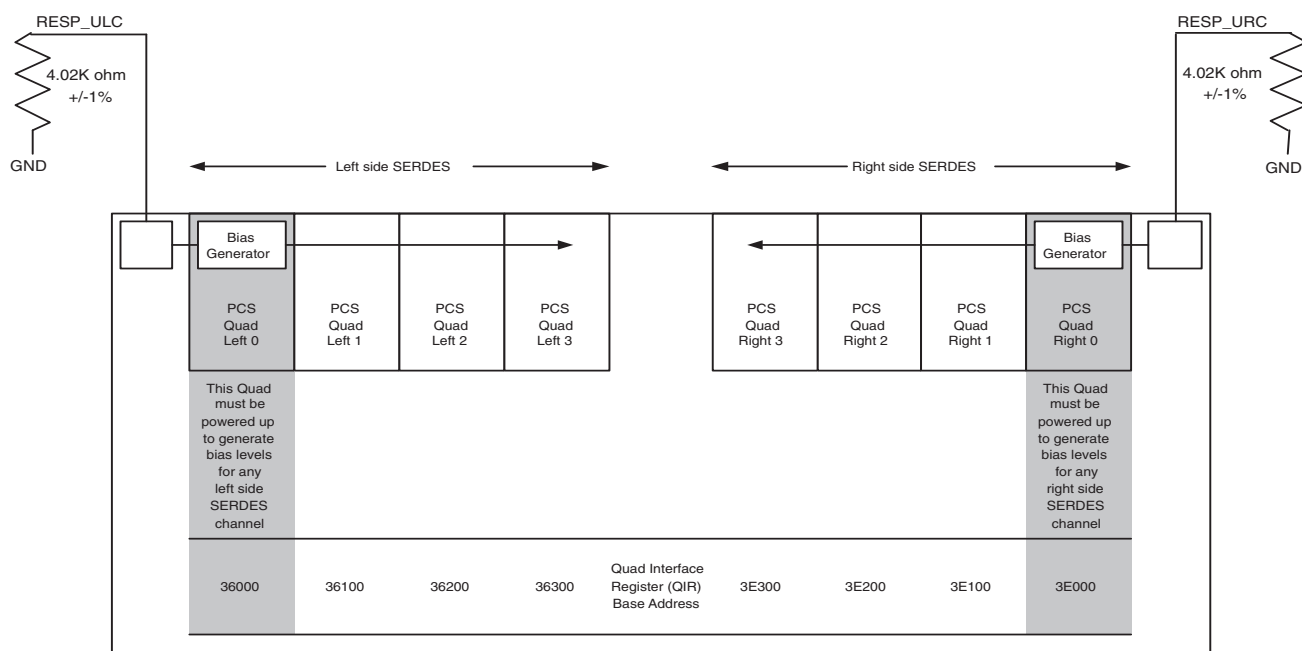 RESP_ULC
RESP_URC
4.02K ohm
+/-1%
4.02K ohm
+/-1%
GND
GND
Left side SERDES
Right side SERDES
Bias
Generator
Bias
Generator
PCS
Quad
Left 0
PCS
Quad
Left 1
PCS
Quad
Left 2
PCS
Quad
Left 3
PCS
Quad
Right 3
PCS
Quad
Right 2
PCS
Quad
Right 1
PCS
Quad
Right 0
This Quad
must be
powered up
to generate
bias levels
for any
left side
SERDES
channel
This Quad
must be
powered up
to generate
bias levels
for any
right side
SERDES
channel
36000
36100
36200
36300
Quad Interface
Register (QIR)
Base Address
3E300
3E200
3E100
3E000